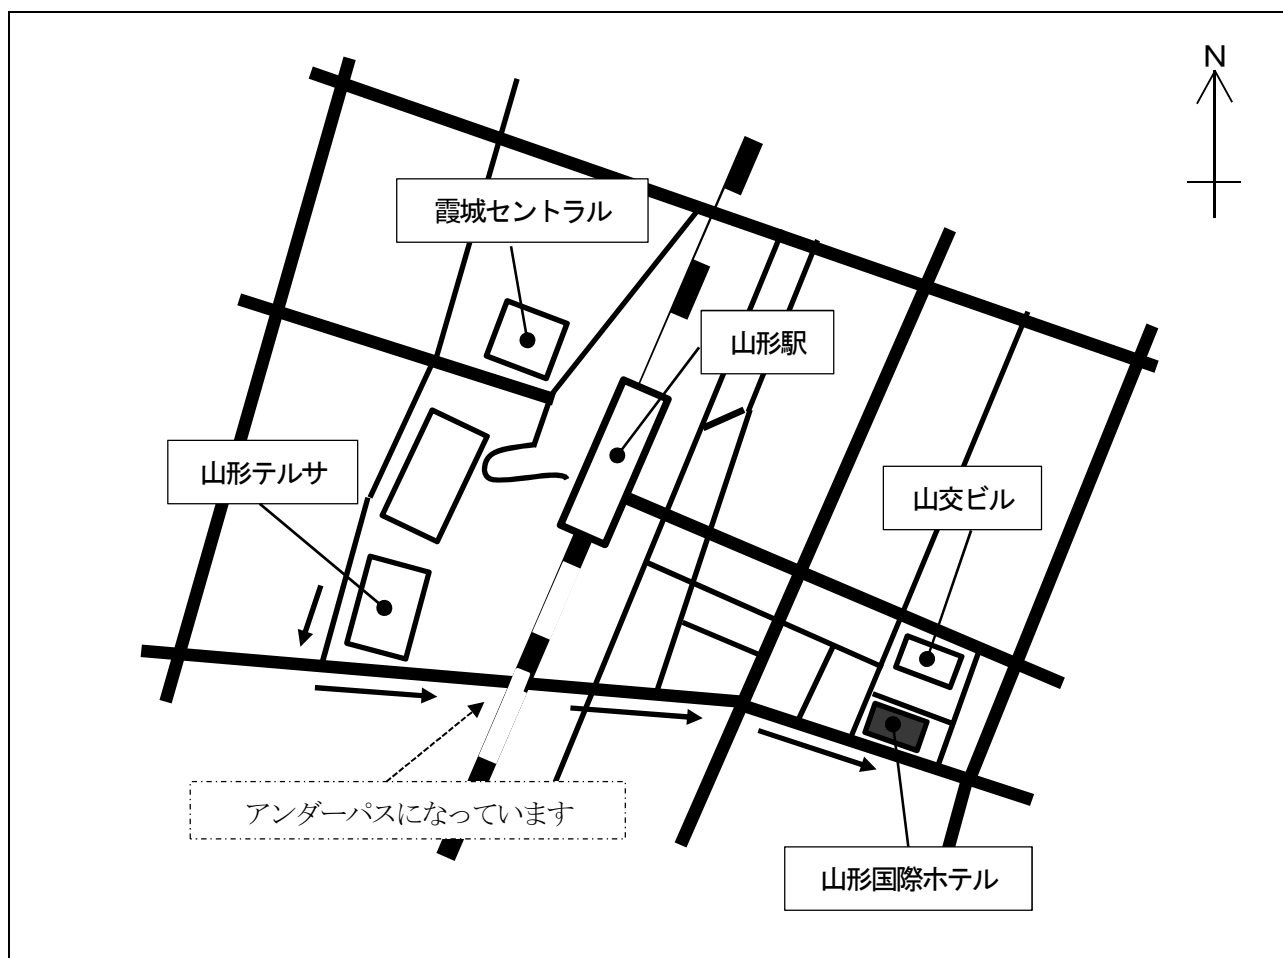 N
霞城セントラル
山形駅
山形テルサ
山交ビル
アンダーパスになっています
山形国際ホテル